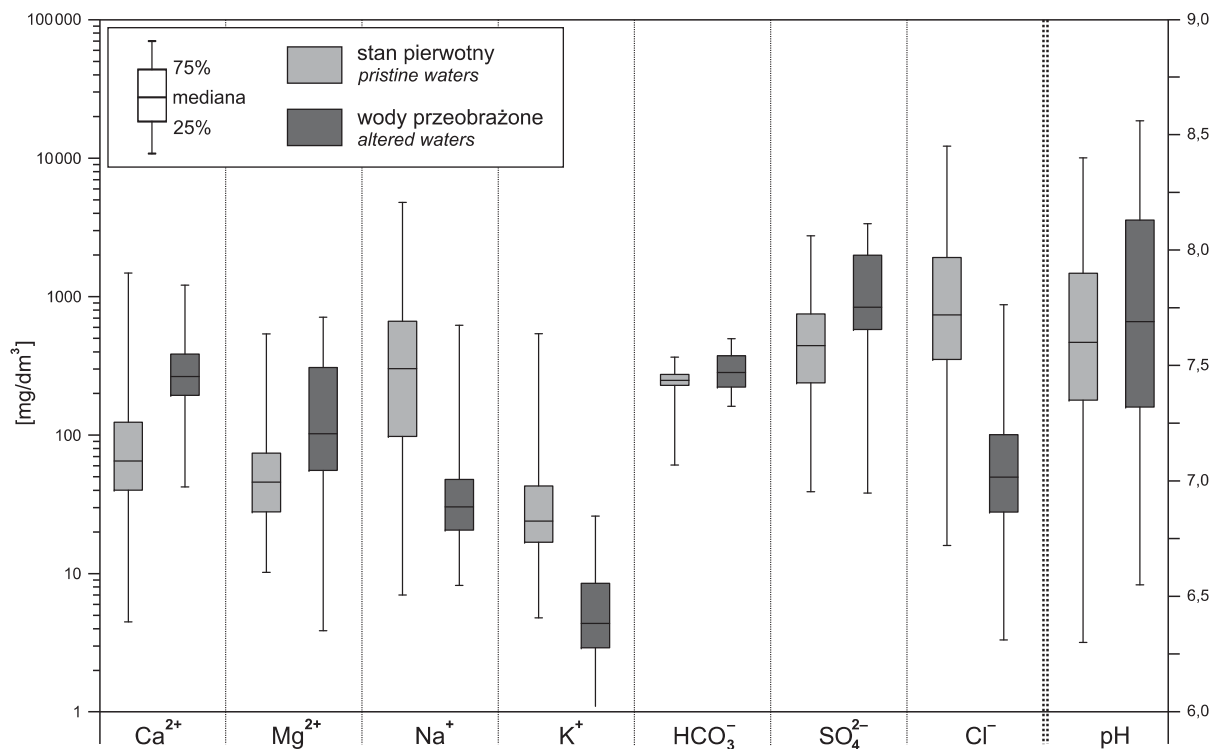 100000
10000
1000
100
10
1
[mg/dm³]
75%
mediana
25%
stan pierwotny
pristine waters
wody przeobrażone
altered waters
9,0
8,5
8,0
7,5
7,0
6,5
6,0
Ca²⁺ Mg²⁺ Na⁺ K⁺ HCO₃⁻ SO₄²⁻ Cl⁻ pH